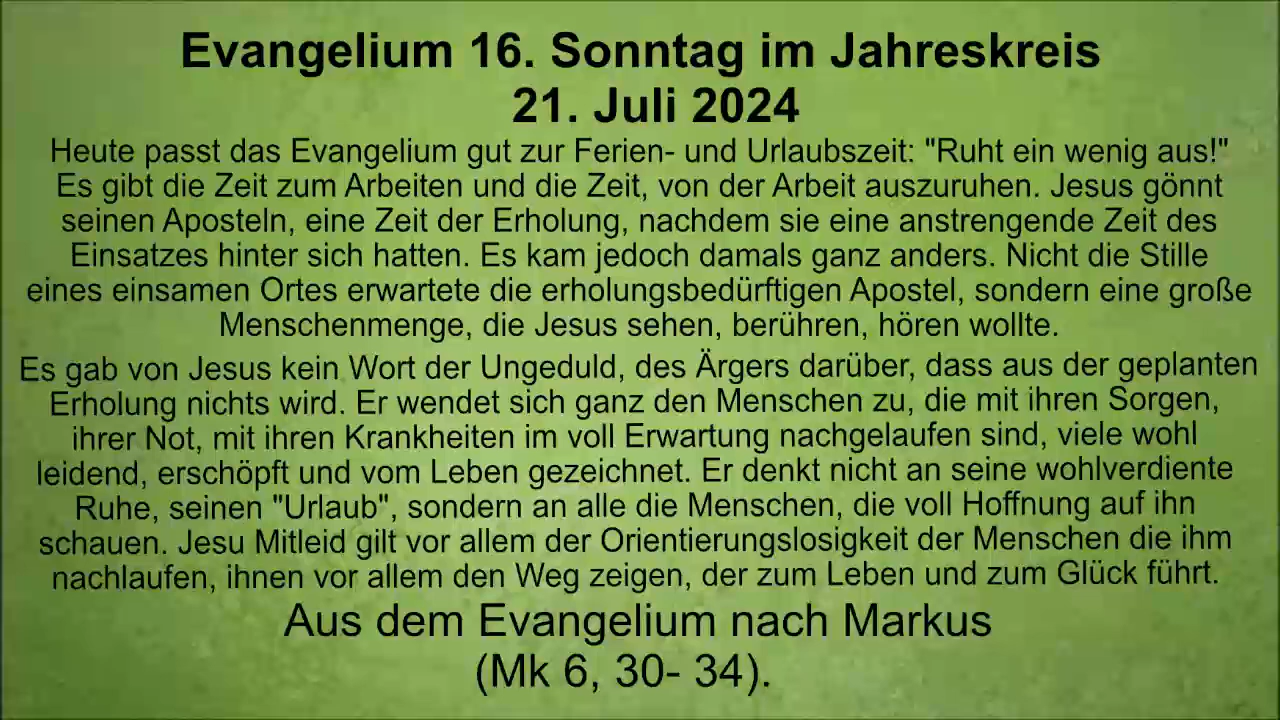 Evangelium 16. Sonntag im Jahreskreis
21. Juli 2024
Heute passt das Evangelium gut zur Ferien- und Urlaubszeit: "Ruht ein wenig aus!"
Es gibt die Zeit zum Arbeiten und die Zeit, von der Arbeit auszuruhen. Jesus gönnt
seinen Aposteln, eine Zeit der Erholung, nachdem sie eine anstrengende Zeit des
Einsatzes hinter sich hatten. Es kam jedoch damals ganz anders. Nicht die Stille
eines einsamen Ortes erwartete die erholungsbedürftigen Apostel, sondern eine große
Menschenmenge, die Jesus sehen, berühren, hören wollte.
Es gab von Jesus kein Wort der Ungeduld, des Ärgers darüber, dass aus der geplanten
Erholung nichts wird. Er wendet sich ganz den Menschen zu, die mit ihren Sorgen,
ihrer Not, mit ihren Krankheiten im voll Erwartung nachgelaufen sind, viele wohl
leidend, erschöpft und vom Leben gezeichnet. Er denkt nicht an seine wohlverdiente
Ruhe, seinen "Urlaub", sondern an alle die Menschen, die voll Hoffnung auf ihn
schauen. Jesu Mitleid gilt vor allem der Orientierungslosigkeit der Menschen die ihm
nachlaufen, ihnen vor allem den Weg zeigen, der zum Leben und zum Glück führt.
Aus dem Evangelium nach Markus
(Mk 6, 30- 34).